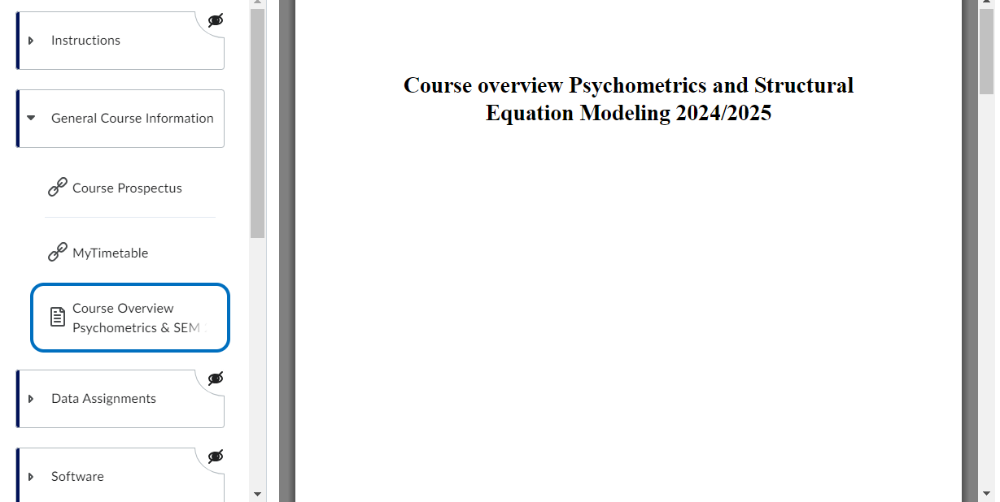 Instructions
General Course Information
Course Prospectus
MyTimetable
Course Overview
Psychometrics & SEM
Data Assignments
Software
Course overview Psychometrics and Structural
Equation Modeling 2024/2025